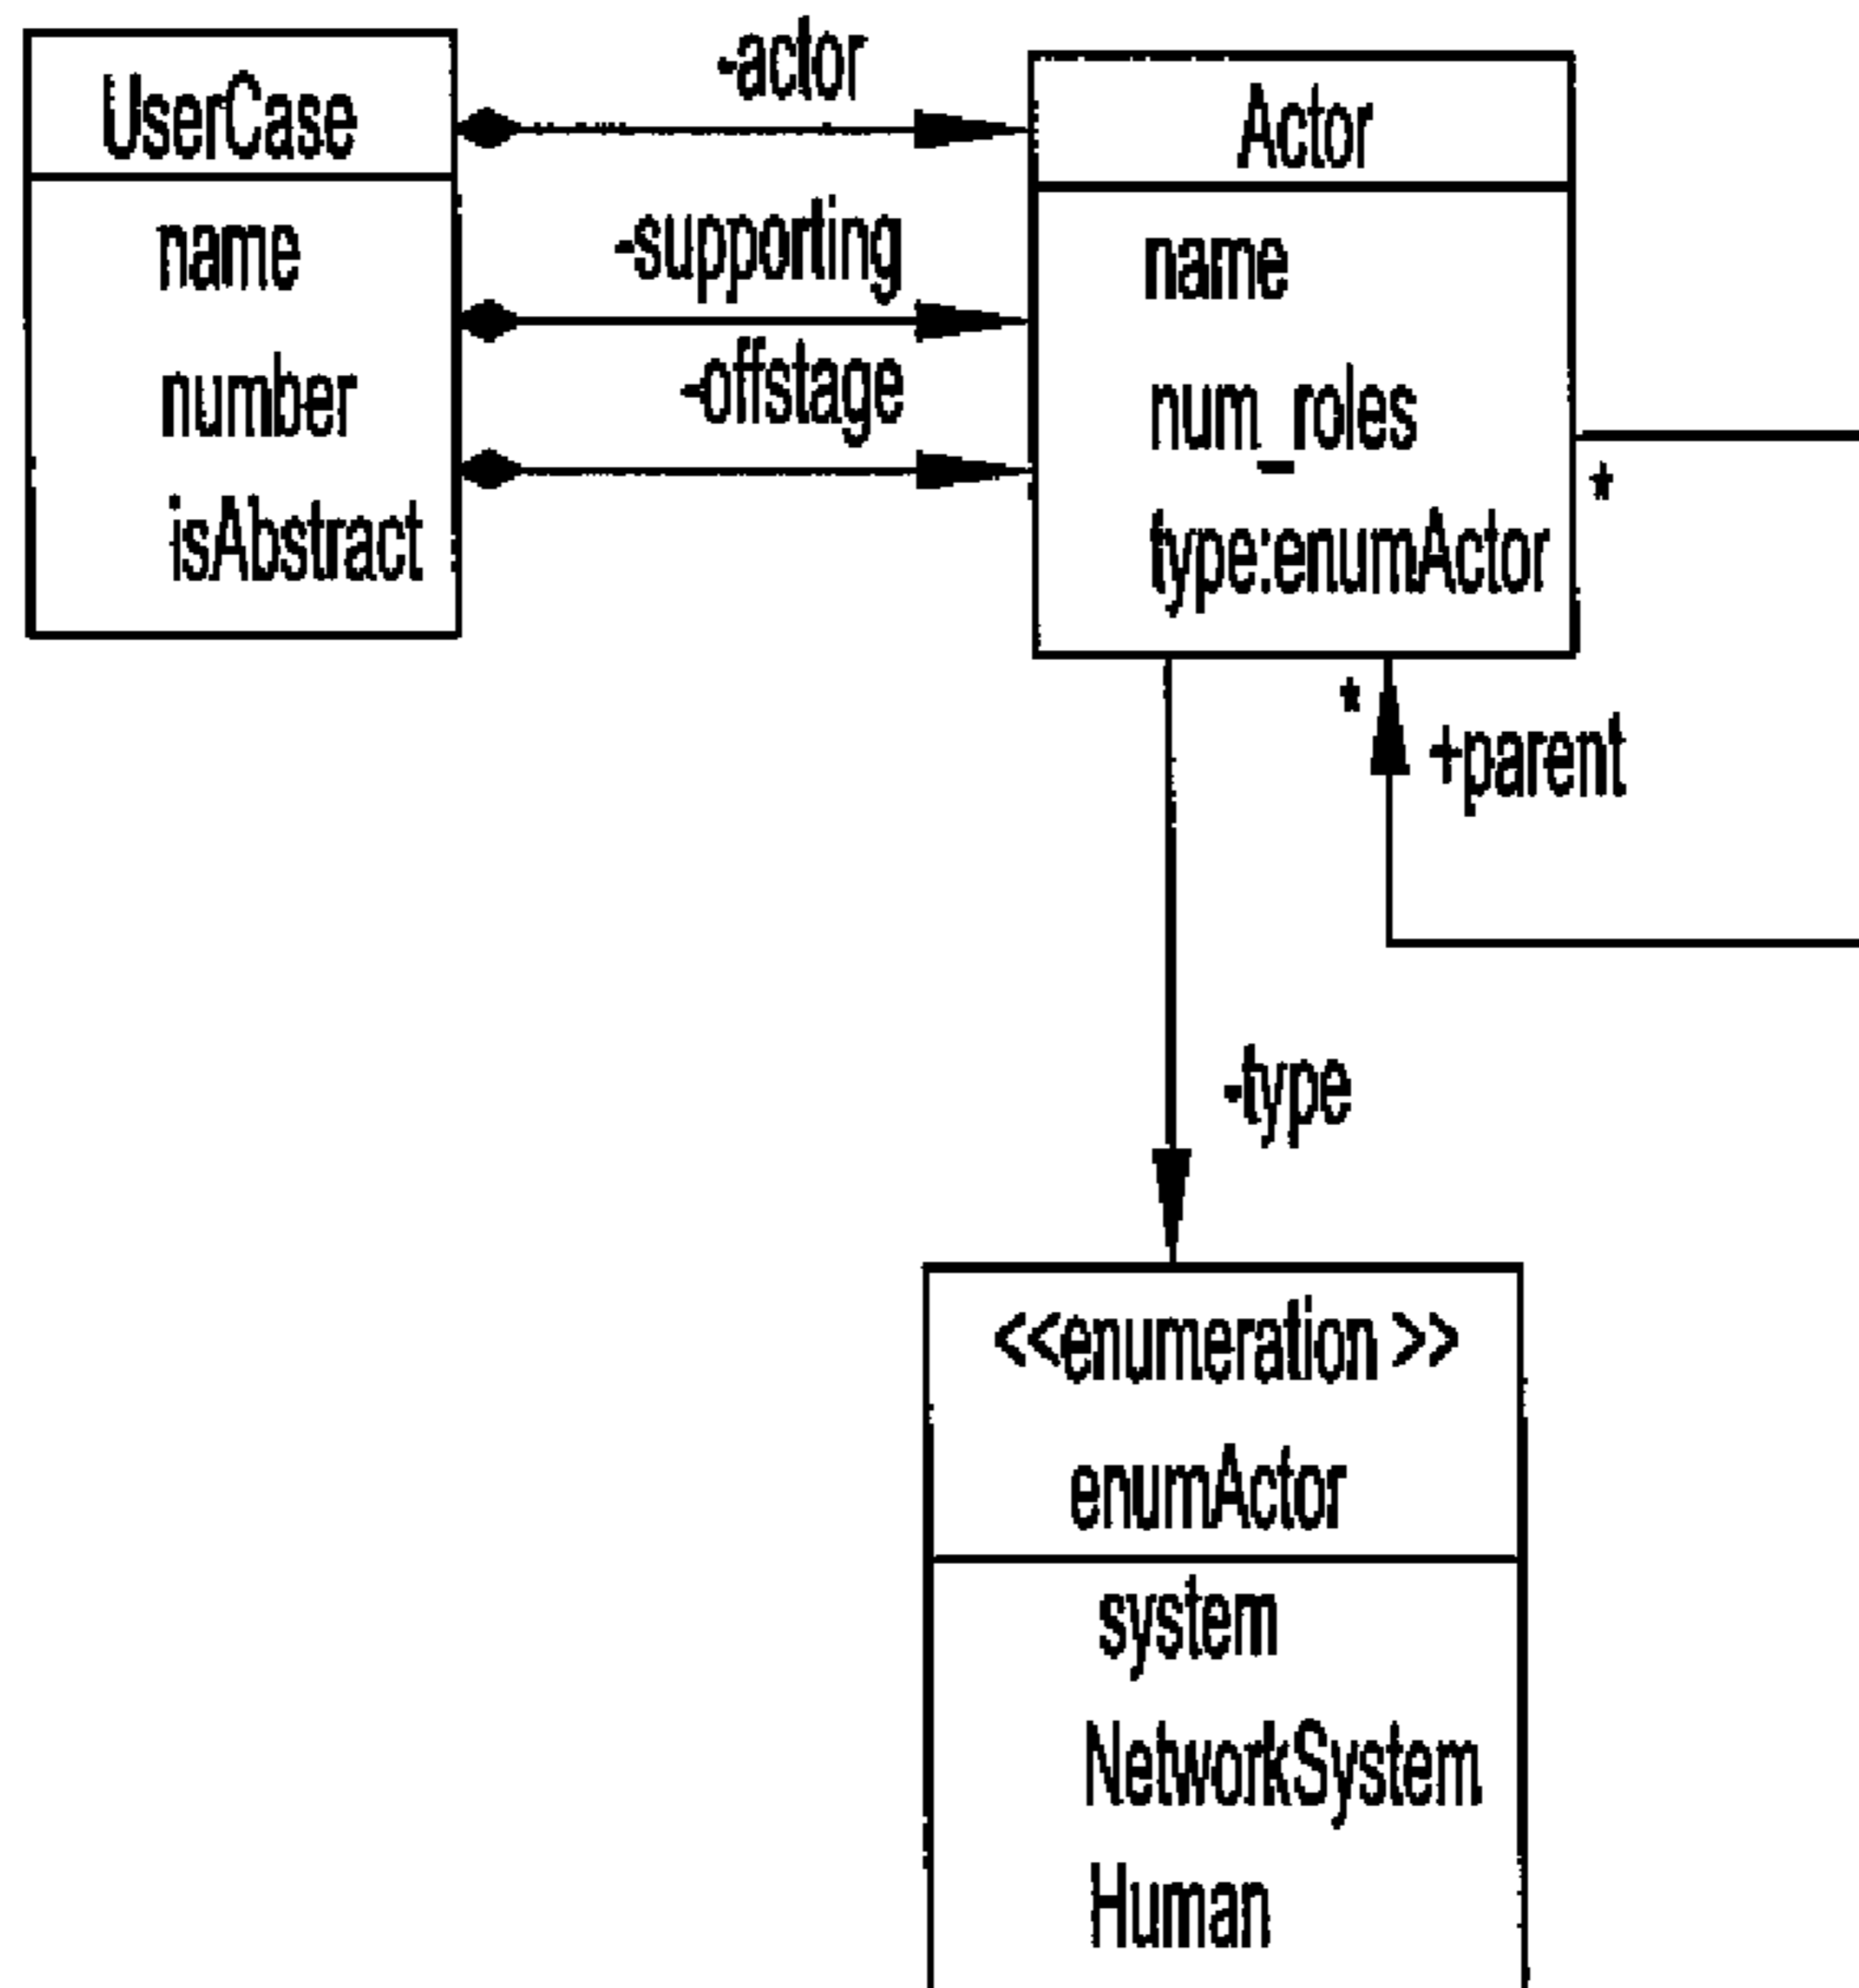 UserCase
name
number
isAbstract
-actor
-supporting
-offstage
Actor
name
num_roles
type:enumActor
*
*
+parent
-type
<<enumeration >>
enumActor
system
NetworkSystem
Human